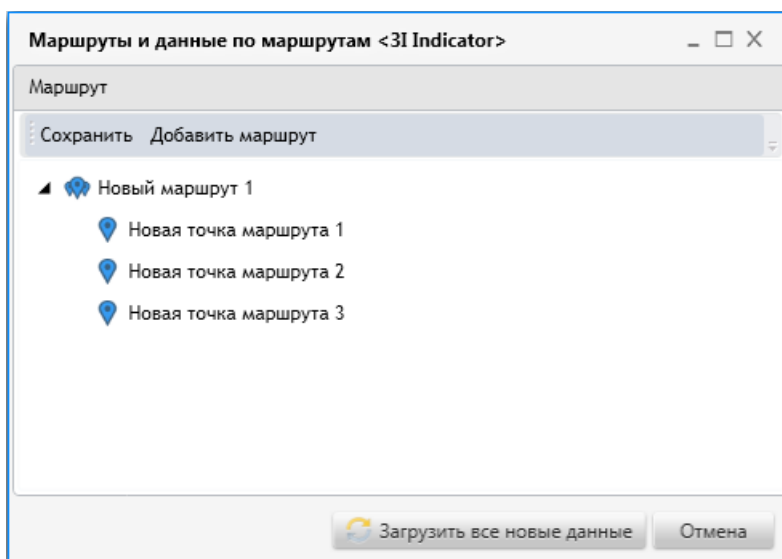 Маршруты и данные по маршрутам <3I Indicator>
Маршрут
Сохранить Добавить маршрут
Новый маршрут 1
Новая точка маршрута 1
Новая точка маршрута 2
Новая точка маршрута 3
Загрузить все новые данные Отмена